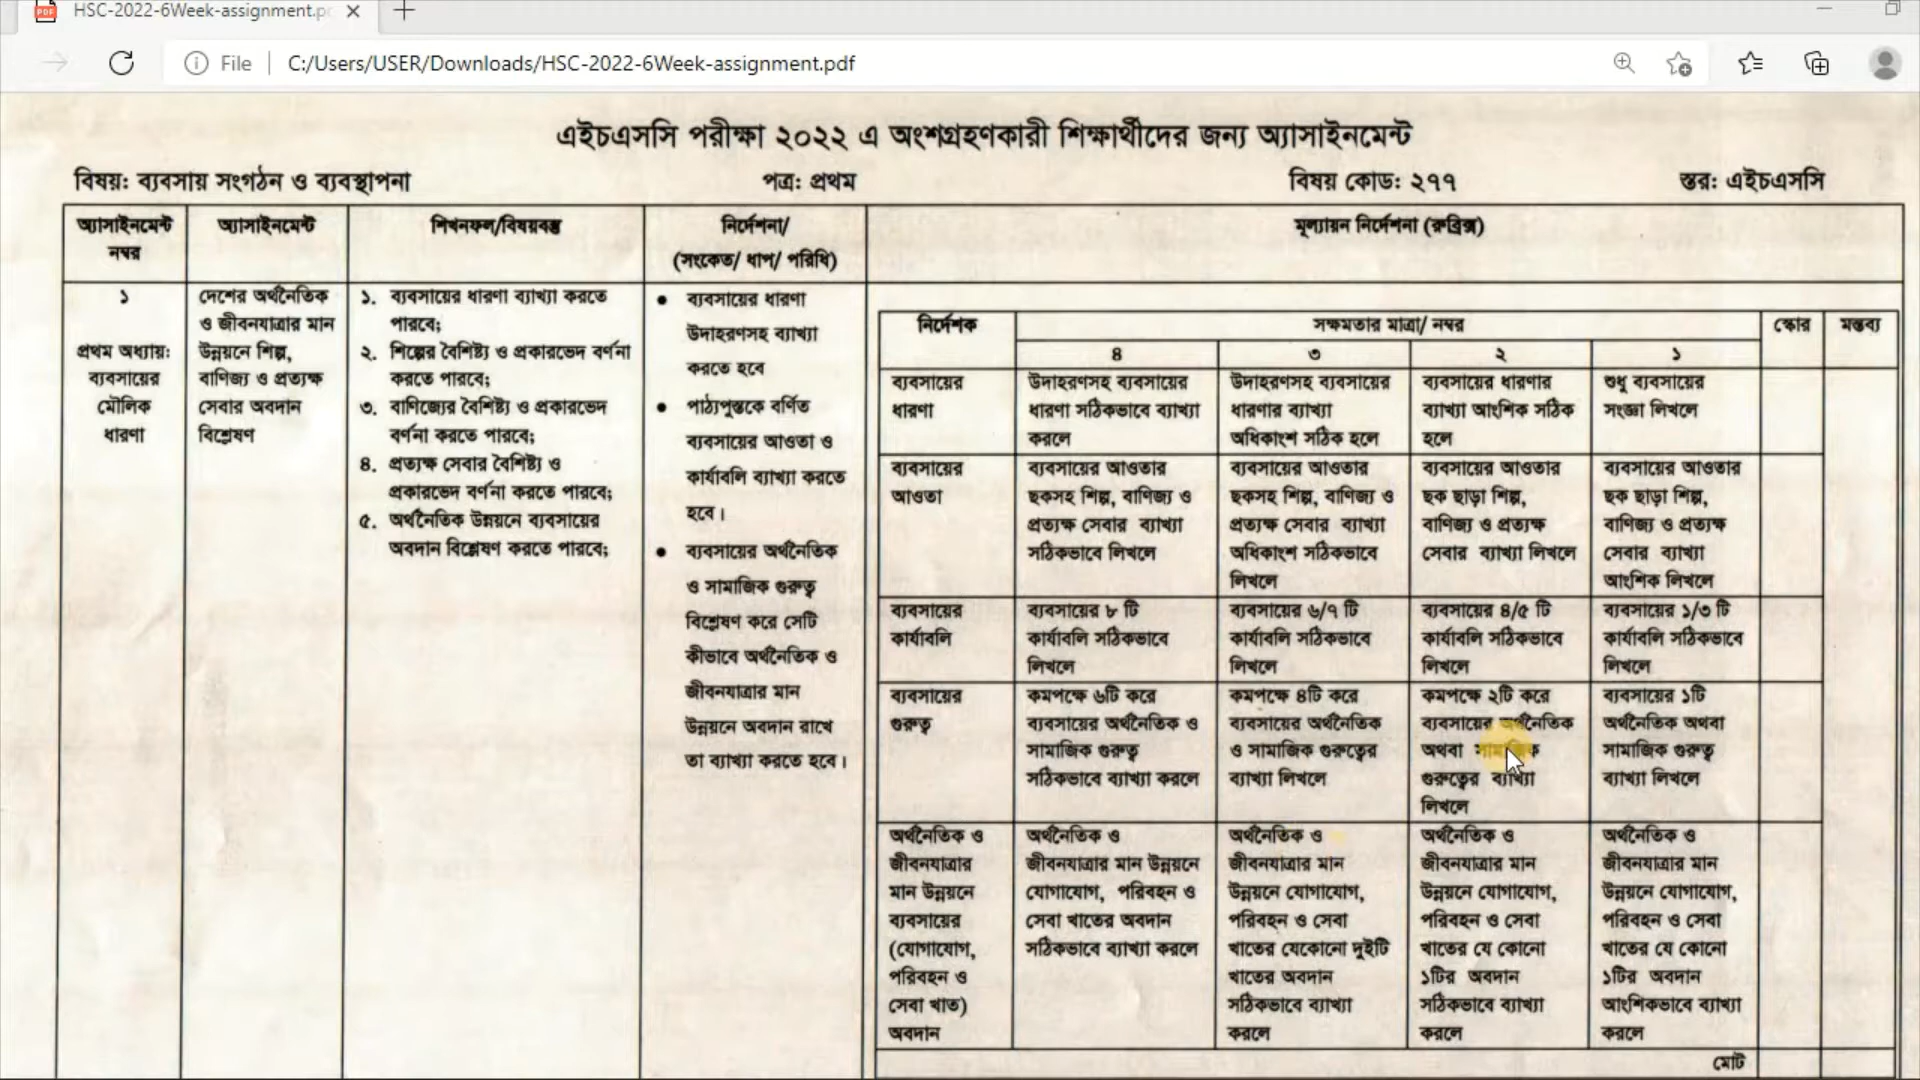 HSC-2022-6Week-assignment.pc
File
C:/Users/USER/Downloads/HSC-2022-6Week-assignment.pdf
এইচএসসি পরীক্ষা ২০২২ এ অংশগ্রহণকারী শিক্ষার্থীদের জন্য অ্যাসাইনমেন্ট
বিষয়: ব্যবসায় সংগঠন ও ব্যবস্থাপনা
পত্র: প্রথম
বিষয় কোড: ২৭৭
স্তর: এইচএসসি
অ্যাসাইনমেন্ট
নম্বর
অ্যাসাইনমেন্ট
শিখনফল/বিষয়বস্তু
নির্দেশনা/
(সংকেত/ ধাপ/ পরিধি)
মূল্যায়ন নির্দেশনা (রুব্রিক্স)
১
প্রথম অধ্যায়:
ব্যবসায়ের
মৌলিক
ধারণা
দেশের অর্থনৈতিক
ও জীবনযাত্রার মান
উন্নয়নে শিল্প,
বাণিজ্য ও প্রত্যক্ষ
সেবার অবদান
বিশ্লেষণ
১. ব্যবসায়ের ধারণা ব্যাখ্যা করতে
পারবে;
২. শিল্পের বৈশিষ্ট্য ও প্রকারভেদ বর্ণনা
করতে পারবে;
৩. বাণিজ্যের বৈশিষ্ট্য ও প্রকারভেদ
বর্ণনা করতে পারবে;
৪. প্রত্যক্ষ সেবার বৈশিষ্ট্য ও
প্রকারভেদ বর্ণনা করতে পারবে;
৫. অর্থনৈতিক উন্নয়নে ব্যবসায়ের
অবদান বিশ্লেষণ করতে পারবে;
● ব্যবসায়ের ধারণা
উদাহরণসহ ব্যাখ্যা
করতে হবে
● পাঠ্যপুস্তকে বর্ণিত
ব্যবসায়ের আওতা ও
কার্যাবলি ব্যাখ্যা করতে
হবে।
● ব্যবসায়ের অর্থনৈতিক
ও সামাজিক গুরুত্ব
বিশ্লেষণ করে সেটি
কীভাবে অর্থনৈতিক ও
জীবনযাত্রার মান
উন্নয়নে অবদান রাখে
তা ব্যাখ্যা করতে হবে।
নির্দেশক
সক্ষমতার মাত্রা/ নম্বর
স্কোর
মন্তব্য
৪
৩
২
১
ব্যবসায়ের
ধারণা
উদাহরণসহ ব্যবসায়ের
ধারণা সঠিকভাবে ব্যাখ্যা
করলে
উদাহরণসহ ব্যবসায়ের
ধারণার ব্যাখ্যা
অধিকাংশ সঠিক হলে
ব্যবসায়ের ধারণার
ব্যাখ্যা আংশিক সঠিক
হলে
শুধু ব্যবসায়ের
সংজ্ঞা লিখলে
ব্যবসায়ের
আওতা
ব্যবসায়ের আওতার
ছকসহ শিল্প, বাণিজ্য ও
প্রত্যক্ষ সেবার ব্যাখ্যা
সঠিকভাবে লিখলে
ব্যবসায়ের আওতার
ছকসহ শিল্প, বাণিজ্য ও
প্রত্যক্ষ সেবার ব্যাখ্যা
অধিকাংশ সঠিকভাবে
লিখলে
ব্যবসায়ের আওতার
ছক ছাড়া শিল্প,
বাণিজ্য ও প্রত্যক্ষ
সেবার ব্যাখ্যা লিখলে
ব্যবসায়ের আওতার
ছক ছাড়া শিল্প,
বাণিজ্য ও প্রত্যক্ষ
সেবার ব্যাখ্যা
আংশিক লিখলে
ব্যবসায়ের
কার্যাবলি
ব্যবসায়ের ৮ টি
কার্যাবলি সঠিকভাবে
লিখলে
ব্যবসায়ের ৬/৭ টি
কার্যাবলি সঠিকভাবে
লিখলে
ব্যবসায়ের ৪/৫ টি
কার্যাবলি সঠিকভাবে
লিখলে
ব্যবসায়ের ১/৩ টি
কার্যাবলি সঠিকভাবে
লিখলে
ব্যবসায়ের
গুরুত্ব
কমপক্ষে ৬টি করে
ব্যবসায়ের অর্থনৈতিক ও
সামাজিক গুরুত্ব
সঠিকভাবে ব্যাখ্যা করলে
কমপক্ষে ৪টি করে
ব্যবসায়ের অর্থনৈতিক
ও সামাজিক গুরুত্বের
ব্যাখ্যা লিখলে
কমপক্ষে ২টি করে
ব্যবসায়ের অর্থনৈতিক
অথবা সামাজিক
গুরুত্বের ব্যাখ্যা
লিখলে
ব্যবসায়ের ১টি
অর্থনৈতিক অথবা
সামাজিক গুরুত্ব
ব্যাখ্যা লিখলে
অর্থনৈতিক ও
জীবনযাত্রার
মান উন্নয়নে
ব্যবসায়ের
(যোগাযোগ,
পরিবহন ও
সেবা খাত)
অবদান
অর্থনৈতিক ও
জীবনযাত্রার মান উন্নয়নে
যোগাযোগ, পরিবহন ও
সেবা খাতের অবদান
সঠিকভাবে ব্যাখ্যা করলে
অর্থনৈতিক ও
জীবনযাত্রার মান
উন্নয়নে যোগাযোগ,
পরিবহন ও সেবা
খাতের যেকোনো দুইটি
খাতের অবদান
সঠিকভাবে ব্যাখ্যা
করলে
অর্থনৈতিক ও
জীবনযাত্রার মান
উন্নয়নে যোগাযোগ,
পরিবহন ও সেবা
খাতের যে কোনো
১টির অবদান
সঠিকভাবে ব্যাখ্যা
করলে
অর্থনৈতিক ও
জীবনযাত্রার মান
উন্নয়নে যোগাযোগ,
পরিবহন ও সেবা
খাতের যে কোনো
১টির অবদান
আংশিকভাবে ব্যাখ্যা
করলে
মোট